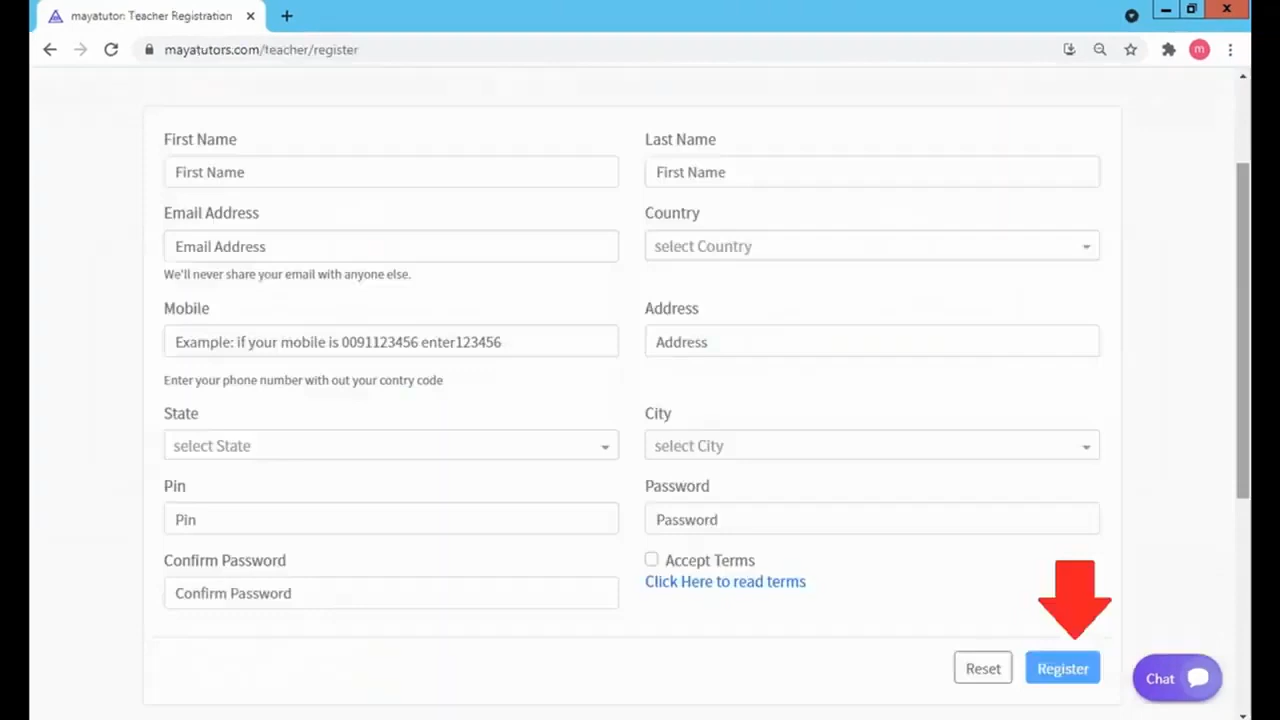 mayatutor: Teacher Registration
mayatutors.com/teacher/register
m
First Name
Last Name
First Name
First Name
Email Address
Country
Email Address
select Country
We'll never share your email with anyone else.
Mobile
Address
Example: if your mobile is 0091123456 enter123456
Address
Enter your phone number with out your contry code
State
City
select State
select City
Pin
Password
Pin
Password
Confirm Password
Accept Terms
Click Here to read terms
Confirm Password
Reset
Register
Chat